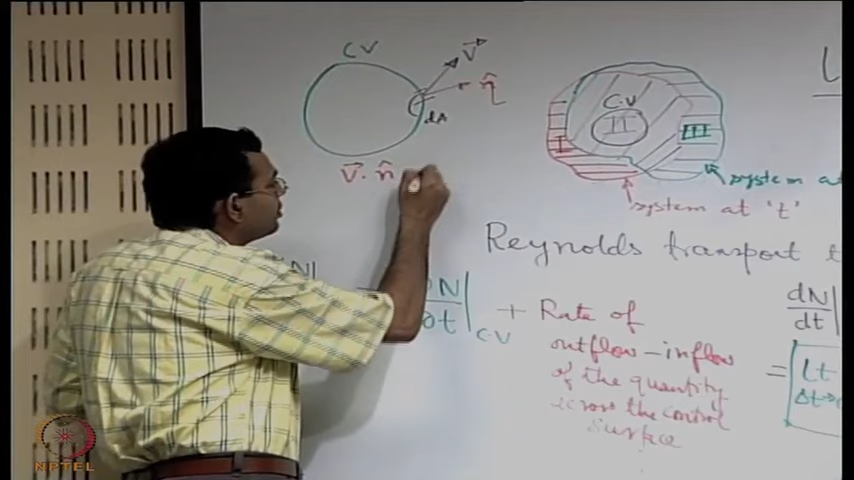 CV
V
n̂
dA
V⃗ · n̂
C.V
I
II
III
system at
system at 't'
Reynolds transport
dN/dt
∂N/∂t|CV + Rate of
outflow – inflow
of the quantity
across the control
surface
=
Lt
Δt→
NPTEL